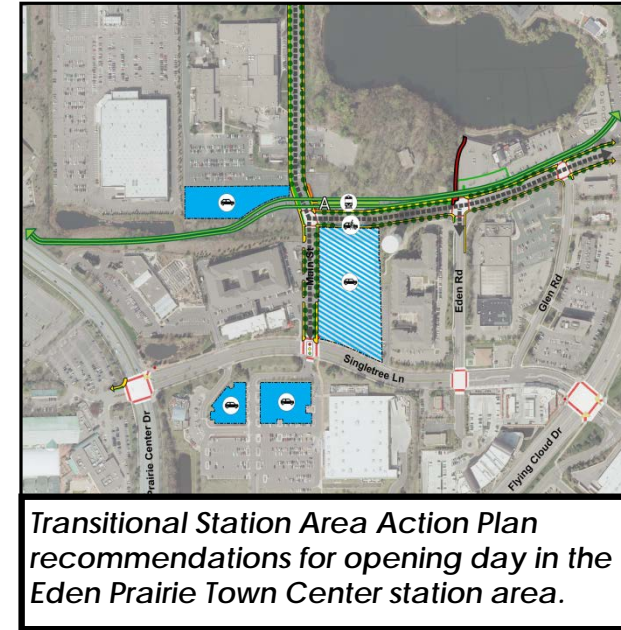 A
Main St
Eden Rd
Glen Rd
Singletree Ln
Prairie Center Dr
Flying Cloud Dr
Transitional Station Area Action Plan
recommendations for opening day in the
Eden Prairie Town Center station area.